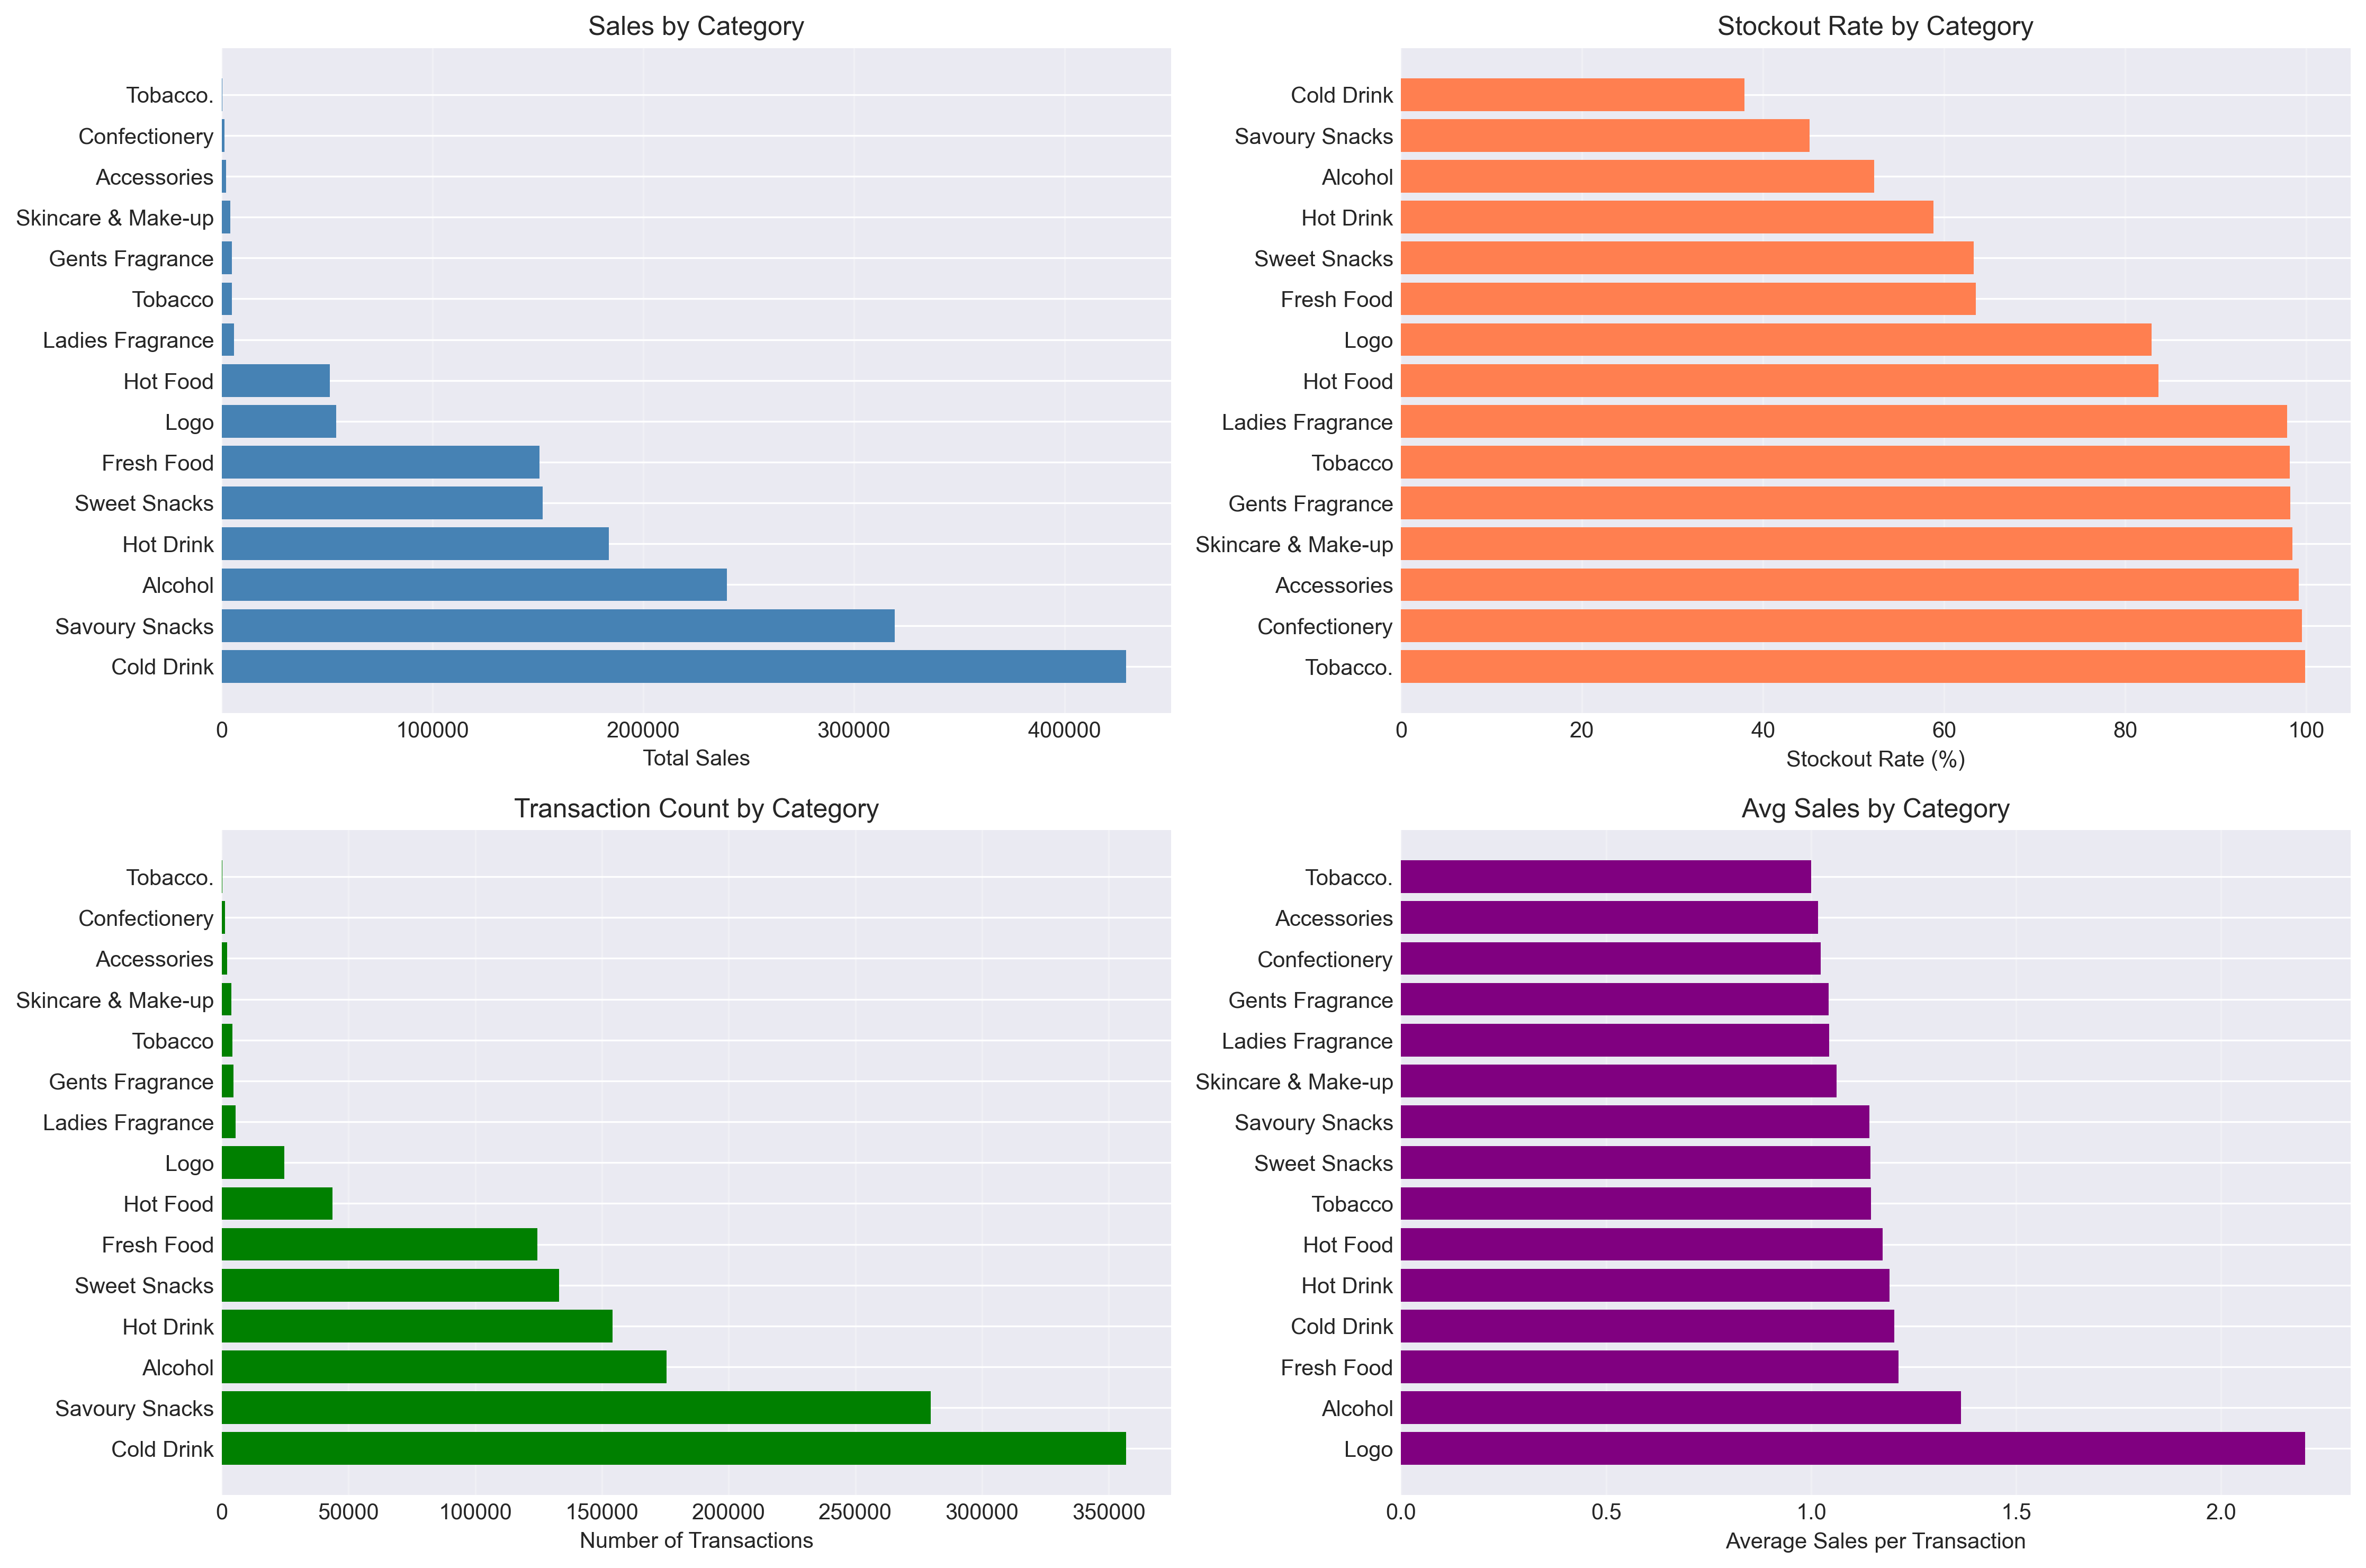 Sales by Category
Tobacco.
Confectionery
Accessories
Skincare & Make-up
Gents Fragrance
Tobacco
Ladies Fragrance
Hot Food
Logo
Fresh Food
Sweet Snacks
Hot Drink
Alcohol
Savoury Snacks
Cold Drink
0 100000 200000 300000 400000
Total Sales
Stockout Rate by Category
Cold Drink
Savoury Snacks
Alcohol
Hot Drink
Sweet Snacks
Fresh Food
Logo
Hot Food
Ladies Fragrance
Tobacco
Gents Fragrance
Skincare & Make-up
Accessories
Confectionery
Tobacco.
0 20 40 60 80 100
Stockout Rate (%)
Transaction Count by Category
Tobacco.
Confectionery
Accessories
Skincare & Make-up
Tobacco
Gents Fragrance
Ladies Fragrance
Logo
Hot Food
Fresh Food
Sweet Snacks
Hot Drink
Alcohol
Savoury Snacks
Cold Drink
0 50000 100000 150000 200000 250000 300000 350000
Number of Transactions
Avg Sales by Category
Tobacco.
Accessories
Confectionery
Gents Fragrance
Ladies Fragrance
Skincare & Make-up
Savoury Snacks
Sweet Snacks
Tobacco
Hot Food
Hot Drink
Cold Drink
Fresh Food
Alcohol
Logo
0.0 0.5 1.0 1.5 2.0
Average Sales per Transaction